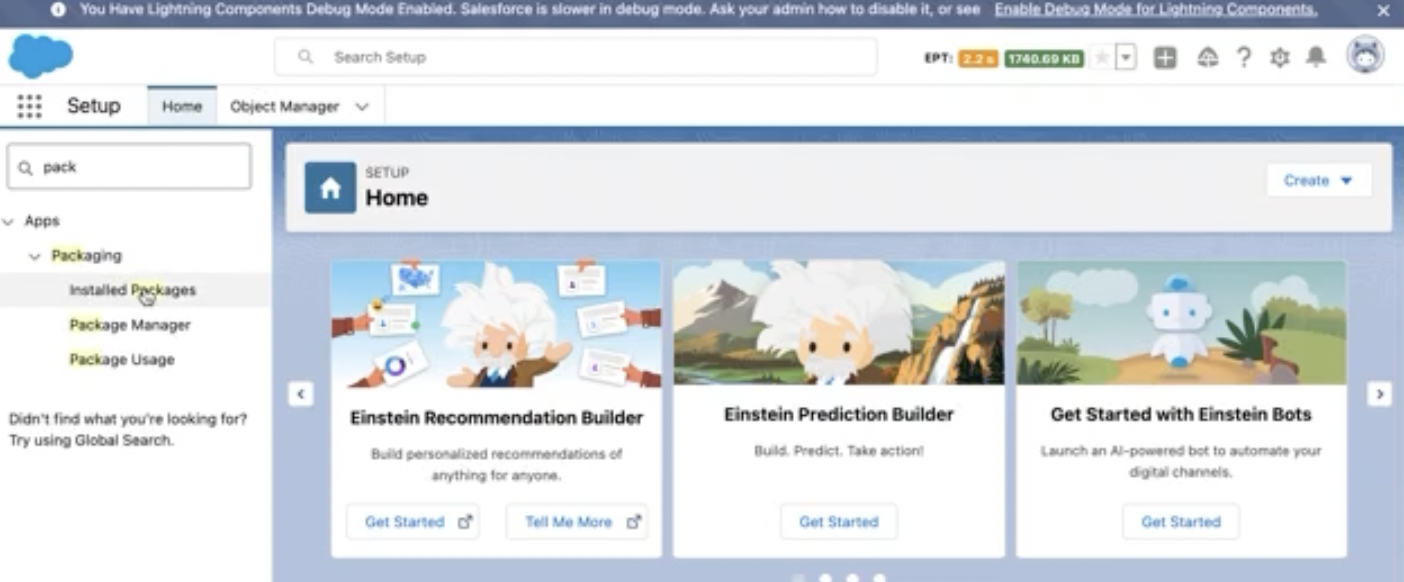 You Have Lightning Components Debug Mode Enabled. Salesforce is slower in debug mode. Ask your admin how to disable it, or see Enable Debug Mode for Lightning Components.
Search Setup
EPT: 2.2 s 1740.69 KB
Setup Home Object Manager
pack
Apps
Packaging
Installed Packages
Package Manager
Package Usage
Didn't find what you're looking for?
Try using Global Search.
SETUP
Home
Create
Einstein Recommendation Builder
Build personalized recommendations of
anything for anyone.
Get Started Tell Me More
Einstein Prediction Builder
Build. Predict. Take action!
Get Started
Get Started with Einstein Bots
Launch an AI-powered bot to automate your
digital channels.
Get Started